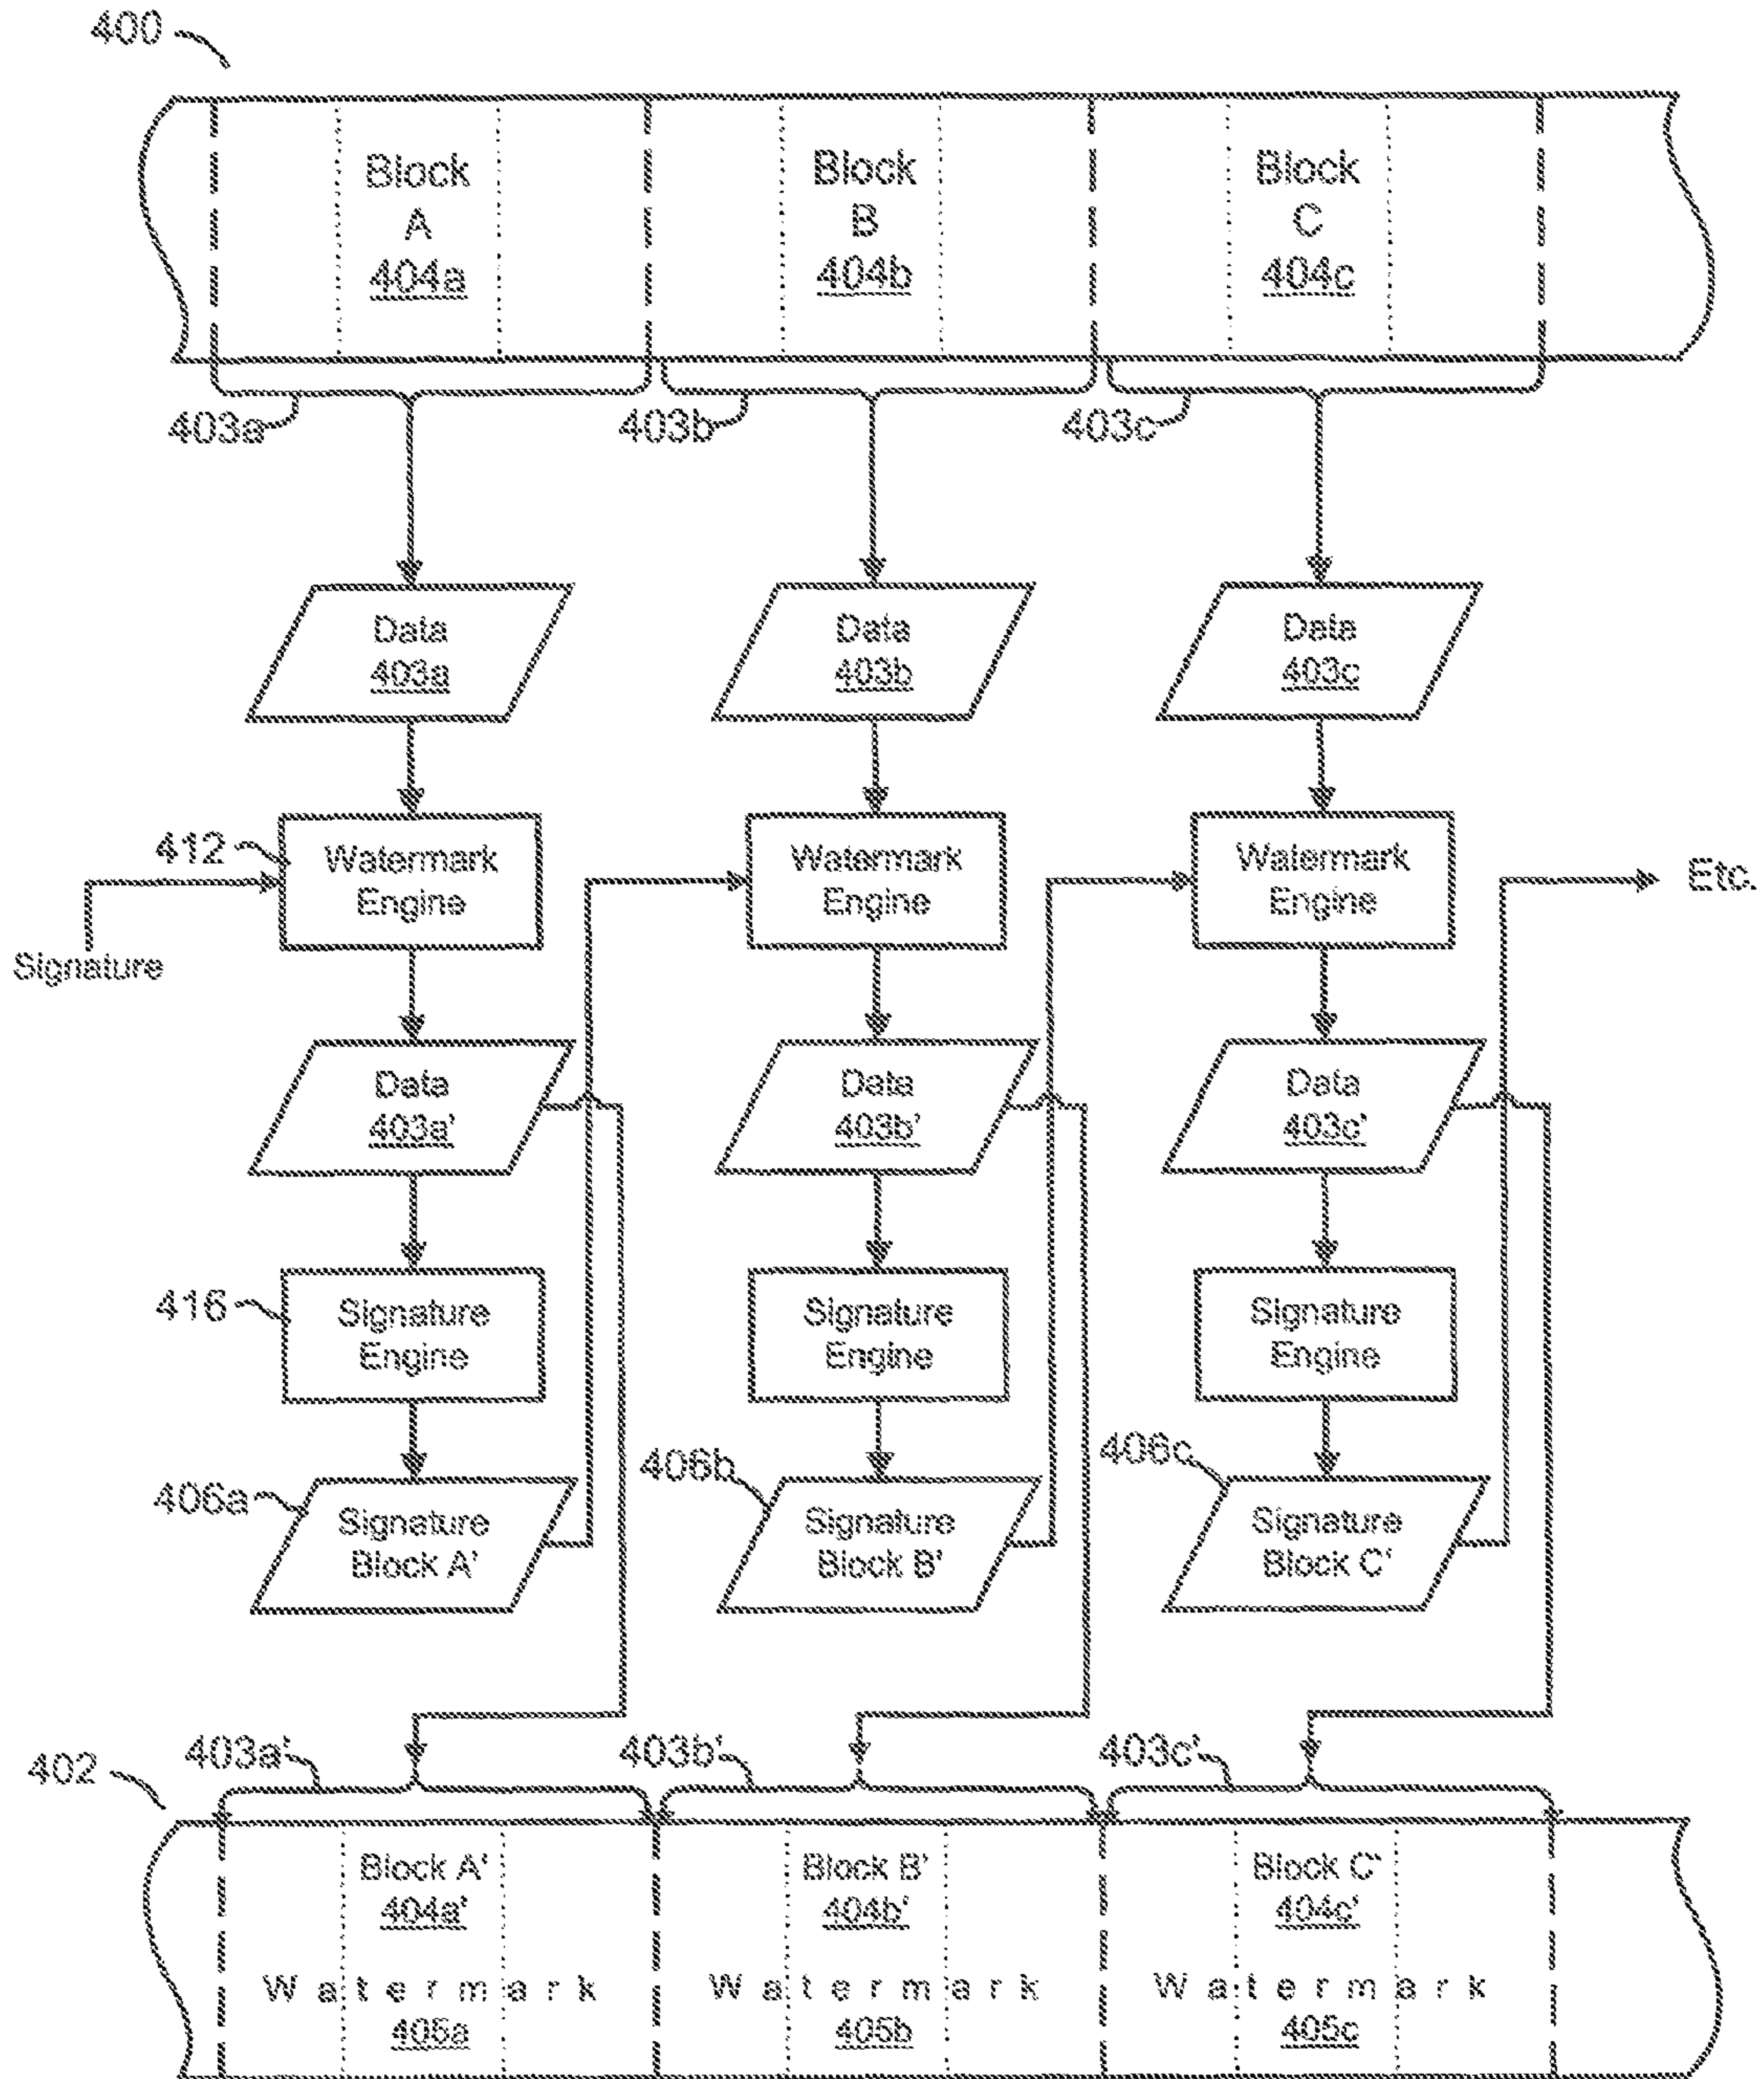 400
Block
A
404a
Block
B
404b
Block
C
404c
403a
403b
403c
Data
403a
Data
403b
Data
403c
412
Watermark
Engine
Watermark
Engine
Watermark
Engine
Etc.
Signature
Data
403a'
Data
403b'
Data
403c'
416
Signature
Engine
Signature
Engine
Signature
Engine
406a
Signature
Block A'
406b
Signature
Block B'
406c
Signature
Block C'
402
403a'
403b'
403c'
Block A'
404a'
Block B'
404b'
Block C'
404c'
Watermark
405a
Watermark
405b
Watermark
405c